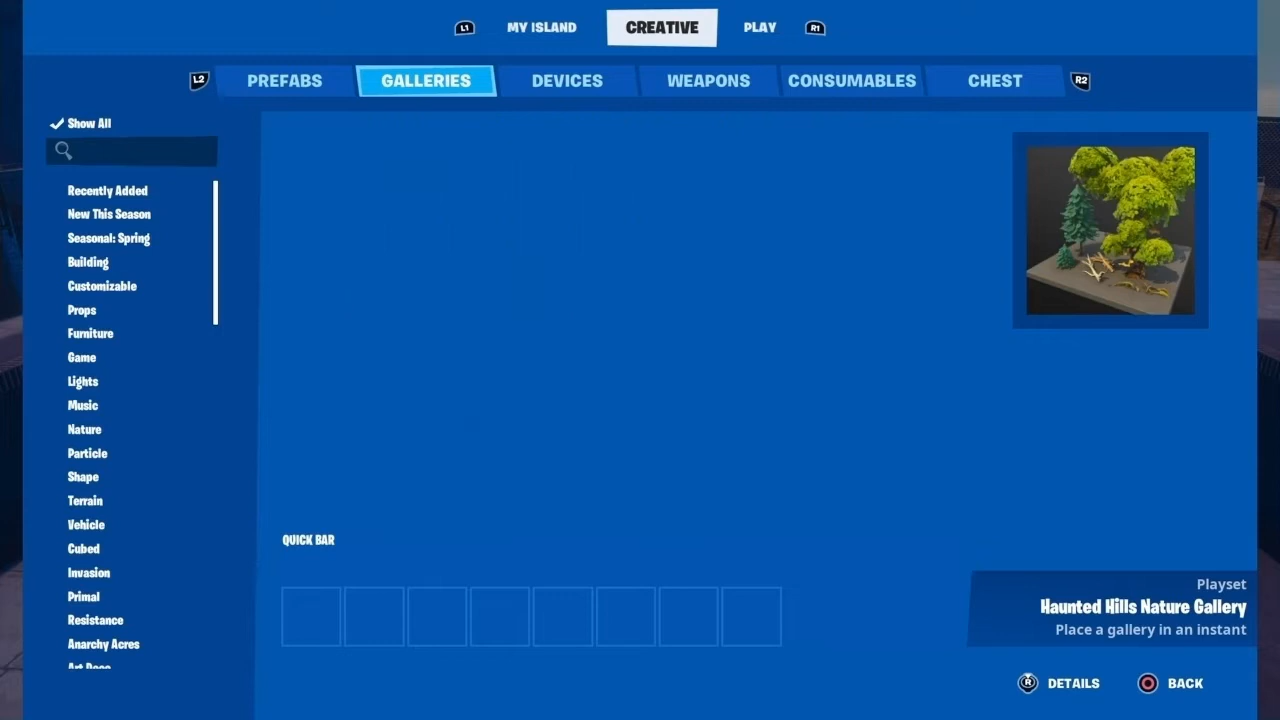 L1 MY ISLAND CREATIVE PLAY R1
L2 PREFABS GALLERIES DEVICES WEAPONS CONSUMABLES CHEST R2
Show All
Recently Added
New This Season
Seasonal: Spring
Building
Customizable
Props
Furniture
Game
Lights
Music
Nature
Particle
Shape
Terrain
Vehicle
Cubed
Invasion
Primal
Resistance
Anarchy Acres
Art Deco
QUICK BAR
Playset
Haunted Hills Nature Gallery
Place a gallery in an instant
R DETAILS BACK